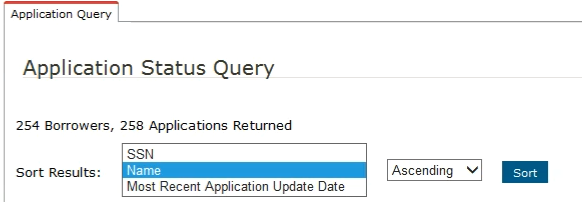 Application Query
Application Status Query
254 Borrowers, 258 Applications Returned
SSN
Sort Results: Name Ascending Sort
Most Recent Application Update Date